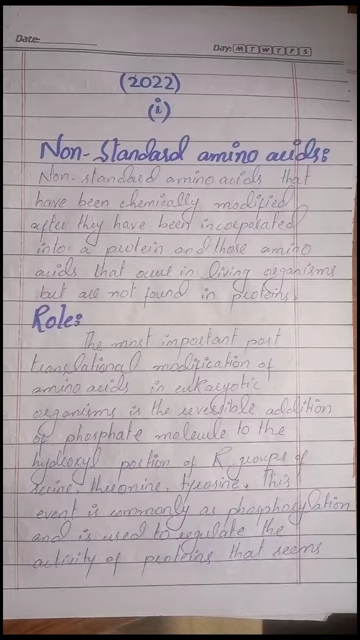 Date:
Day: M T W T F S
(2022)
(i)
Non-Standard amino acids:
Non-standard amino acids that
have been chemically modified
after they have been incorporated
into a protein and those amino
acids that occur in living organisms
but are not found in proteins.
Role:
The most important post
translational modification of
amino acids in eukaryotic
organisms is the reversible addition
of phosphate molecule to the
hydroxyl portion of R groups of
serine, threonine, tyrosine. This
event is commonly as phosphorylation
and is used to regulate the
activity of proteins that seems